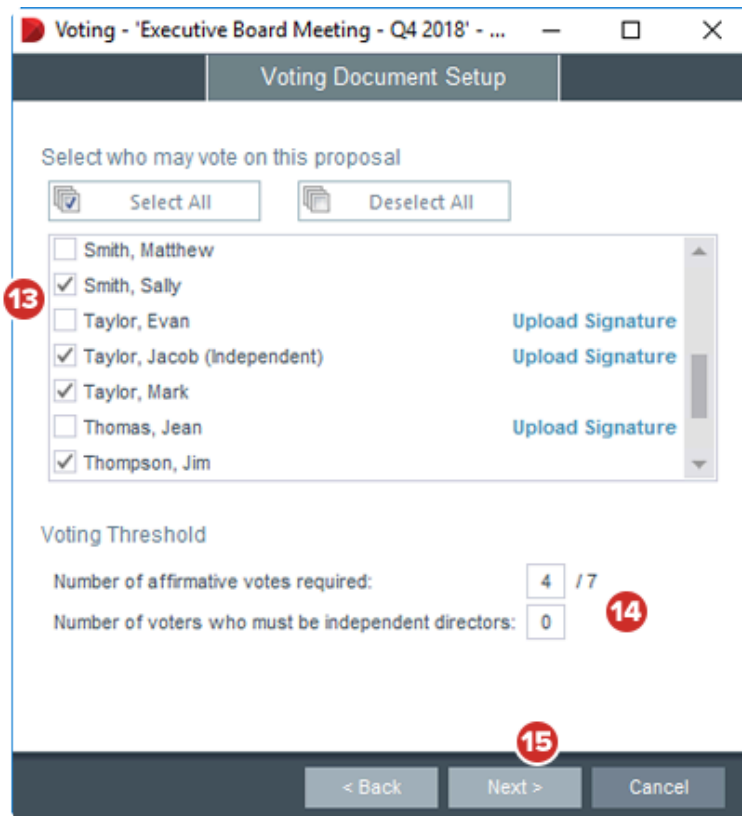 Voting - 'Executive Board Meeting - Q4 2018' - ...
Voting Document Setup
Select who may vote on this proposal
Select All Deselect All
Smith, Matthew
13
Smith, Sally
Taylor, Evan Upload Signature
Taylor, Jacob (Independent) Upload Signature
Taylor, Mark
Thomas, Jean Upload Signature
Thompson, Jim
Voting Threshold
Number of affirmative votes required: 4 / 7
Number of voters who must be independent directors: 0
14
15
< Back Next > Cancel